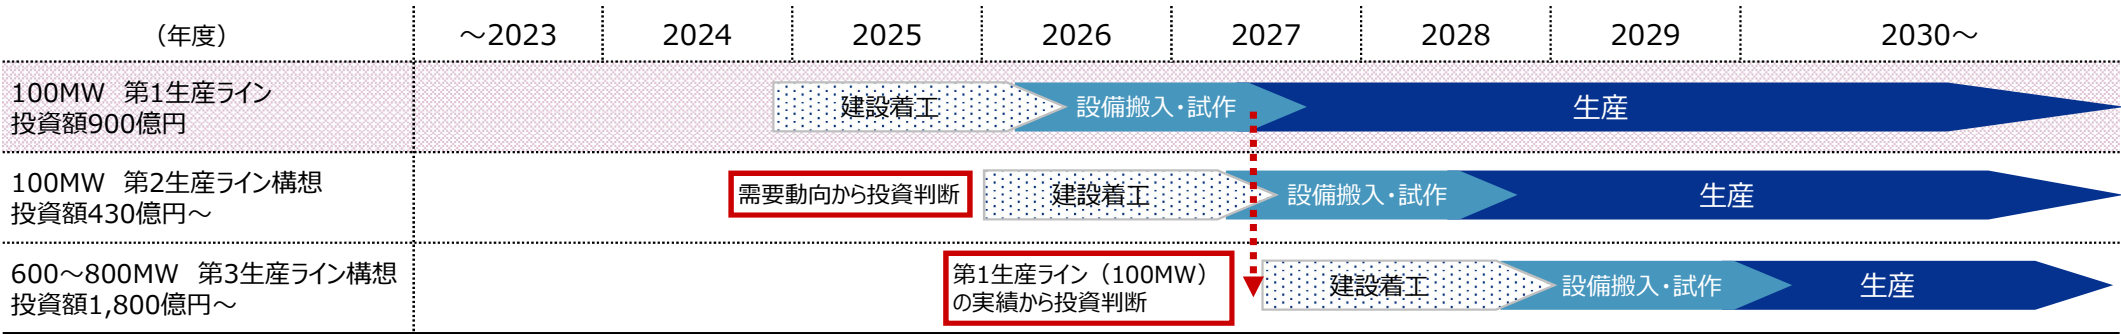 （年度） ～2023 2024 2025 2026 2027 2028 2029 2030～
100MW 第1生産ライン
投資額900億円
建設着工 設備搬入・試作 生産
100MW 第2生産ライン構想
投資額430億円～
需要動向から投資判断 建設着工 設備搬入・試作 生産
600～800MW 第3生産ライン構想
投資額1,800億円～
第1生産ライン（100MW）
の実績から投資判断
建設着工 設備搬入・試作 生産